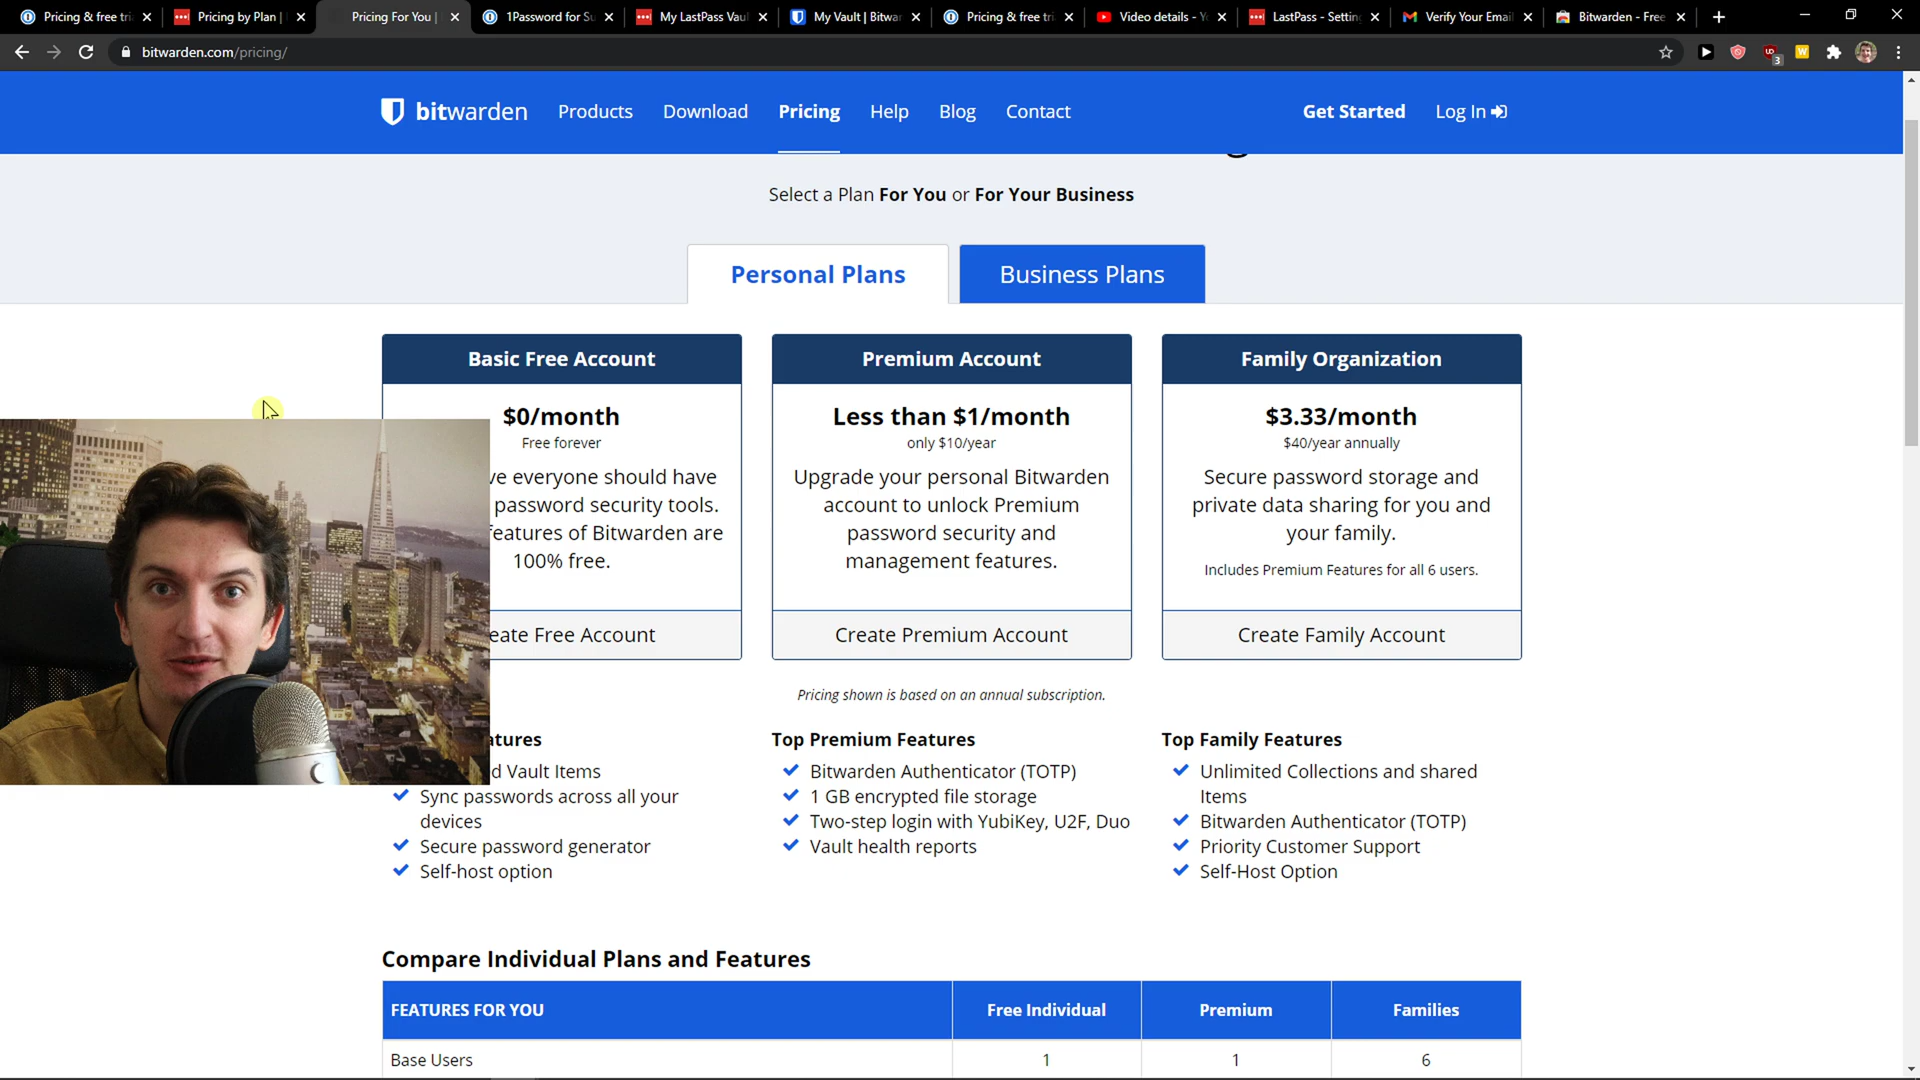 Pricing & free tri
Pricing by Plan |
Pricing For You |
1Password for Su
My LastPass Vau
My Vault | Bitwar
Pricing & free tri
Video details - Y
LastPass - Settin
Verify Your Email
Bitwarden - Free
bitwarden.com/pricing/
3
bitwarden
Products
Download
Pricing
Help
Blog
Contact
Get Started
Log In
Select a Plan For You or For Your Business
Personal Plans
Business Plans
Basic Free Account
$0/month
Free forever
ve everyone should have
password security tools.
eatures of Bitwarden are
100% free.
eate Free Account
Premium Account
Less than $1/month
only $10/year
Upgrade your personal Bitwarden
account to unlock Premium
password security and
management features.
Create Premium Account
Family Organization
$3.33/month
$40/year annually
Secure password storage and
private data sharing for you and
your family.
Includes Premium Features for all 6 users.
Create Family Account
Pricing shown is based on an annual subscription.
atures
d Vault Items
Sync passwords across all your
devices
Secure password generator
Self-host option
Top Premium Features
Bitwarden Authenticator (TOTP)
1 GB encrypted file storage
Two-step login with YubiKey, U2F, Duo
Vault health reports
Top Family Features
Unlimited Collections and shared
Items
Bitwarden Authenticator (TOTP)
Priority Customer Support
Self-Host Option
Compare Individual Plans and Features
FEATURES FOR YOU
Free Individual
Premium
Families
Base Users
1
1
6